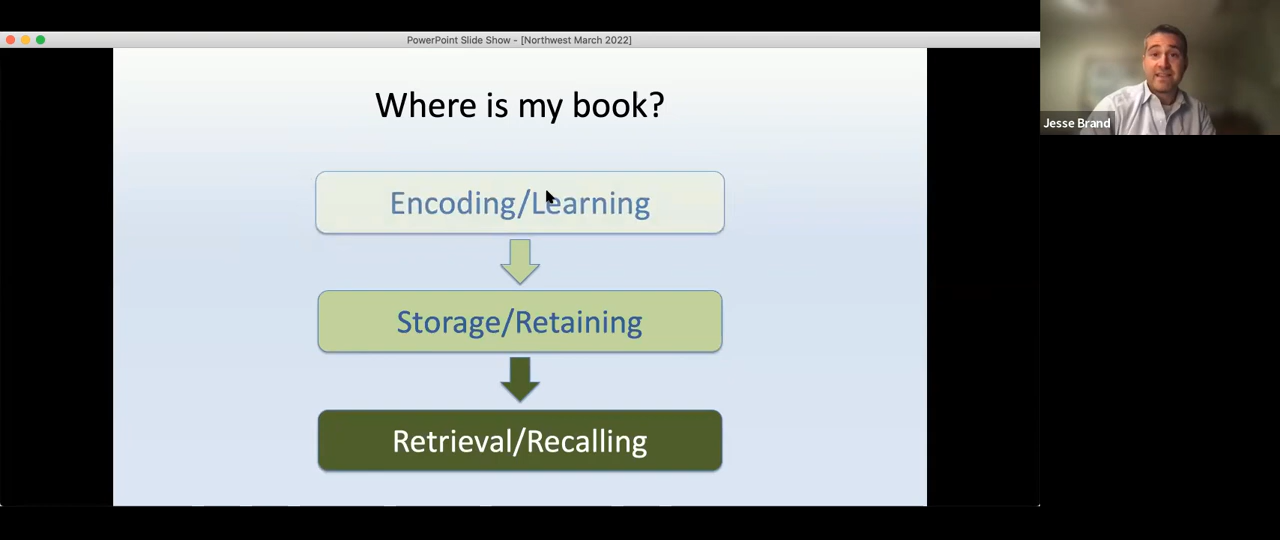 PowerPoint Slide Show - [Northwest March 2022]
Where is my book?
Encoding/Learning
Storage/Retaining
Retrieval/Recalling
Jesse Brand